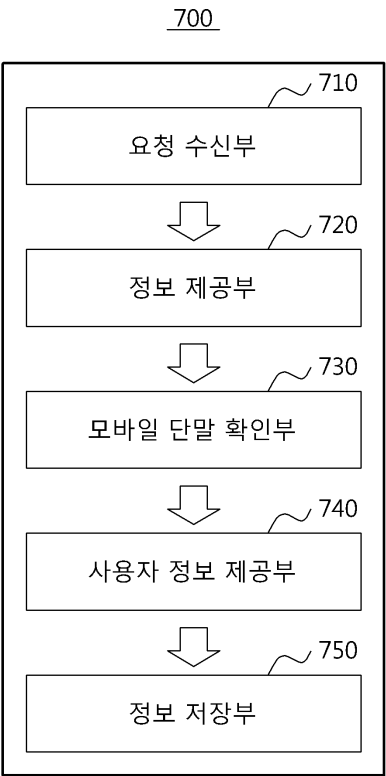 700
710
요청 수신부
720
정보 제공부
730
모바일 단말 확인부
740
사용자 정보 제공부
750
정보 저장부